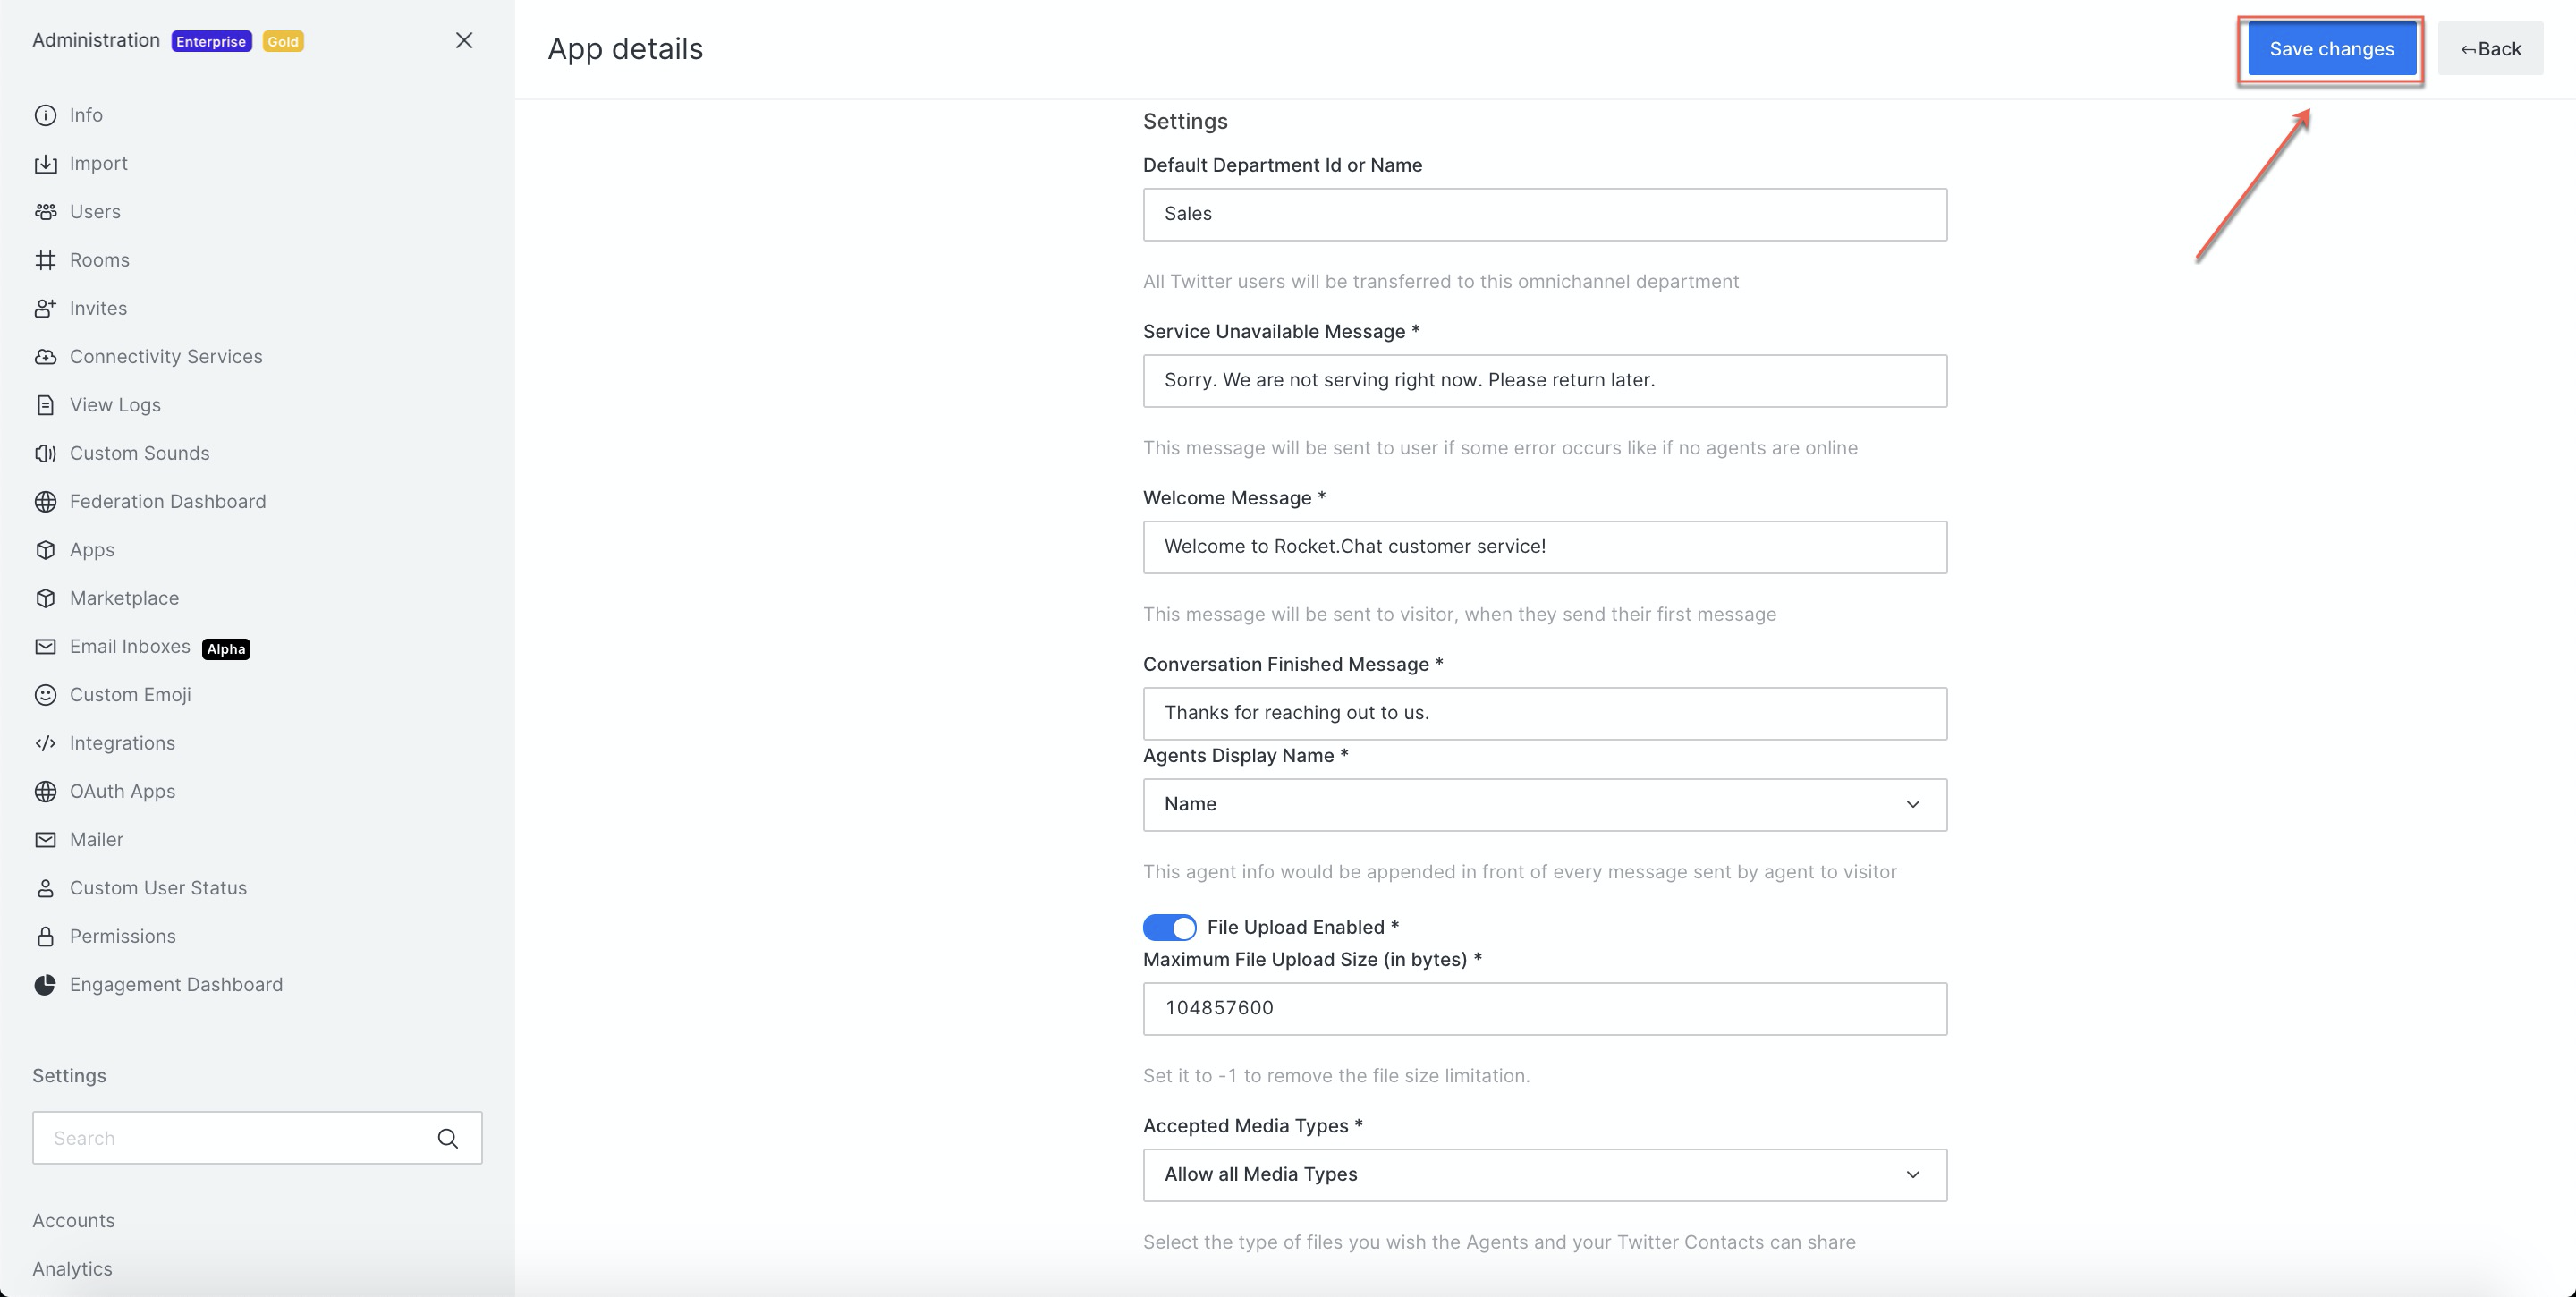 Administration Enterprise Gold
Info
Import
Users
Rooms
Invites
Connectivity Services
View Logs
Custom Sounds
Federation Dashboard
Apps
Marketplace
Email Inboxes Alpha
Custom Emoji
Integrations
OAuth Apps
Mailer
Custom User Status
Permissions
Engagement Dashboard
Settings
Search
Accounts
Analytics
App details
Save changes
Back
Settings
Default Department Id or Name
Sales
All Twitter users will be transferred to this omnichannel department
Service Unavailable Message *
Sorry. We are not serving right now. Please return later.
This message will be sent to user if some error occurs like if no agents are online
Welcome Message *
Welcome to Rocket.Chat customer service!
This message will be sent to visitor, when they send their first message
Conversation Finished Message *
Thanks for reaching out to us.
Agents Display Name *
Name
This agent info would be appended in front of every message sent by agent to visitor
File Upload Enabled *
Maximum File Upload Size (in bytes) *
104857600
Set it to -1 to remove the file size limitation.
Accepted Media Types *
Allow all Media Types
Select the type of files you wish the Agents and your Twitter Contacts can share